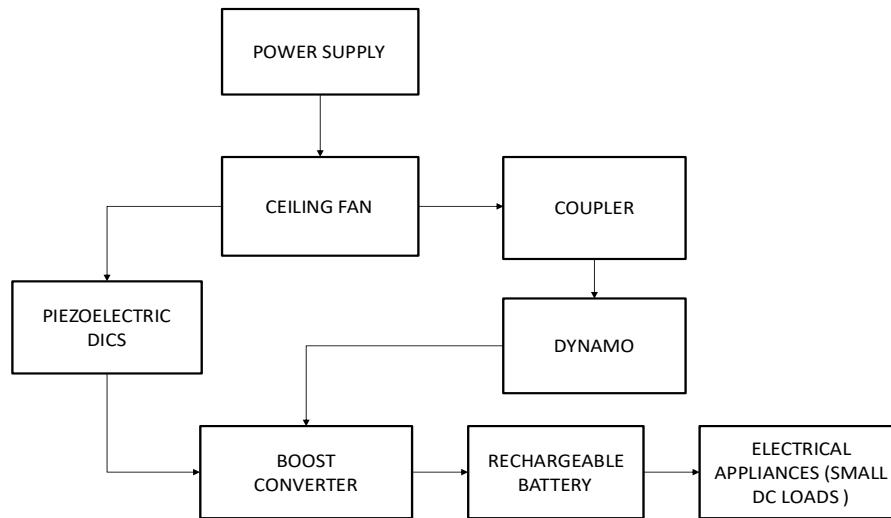 POWER SUPPLY
CEILING FAN
COUPLER
PIEZOELECTRIC
DICS
DYNAMO
BOOST
CONVERTER
RECHARGEABLE
BATTERY
ELECTRICAL
APPLIANCES (SMALL
DC LOADS )